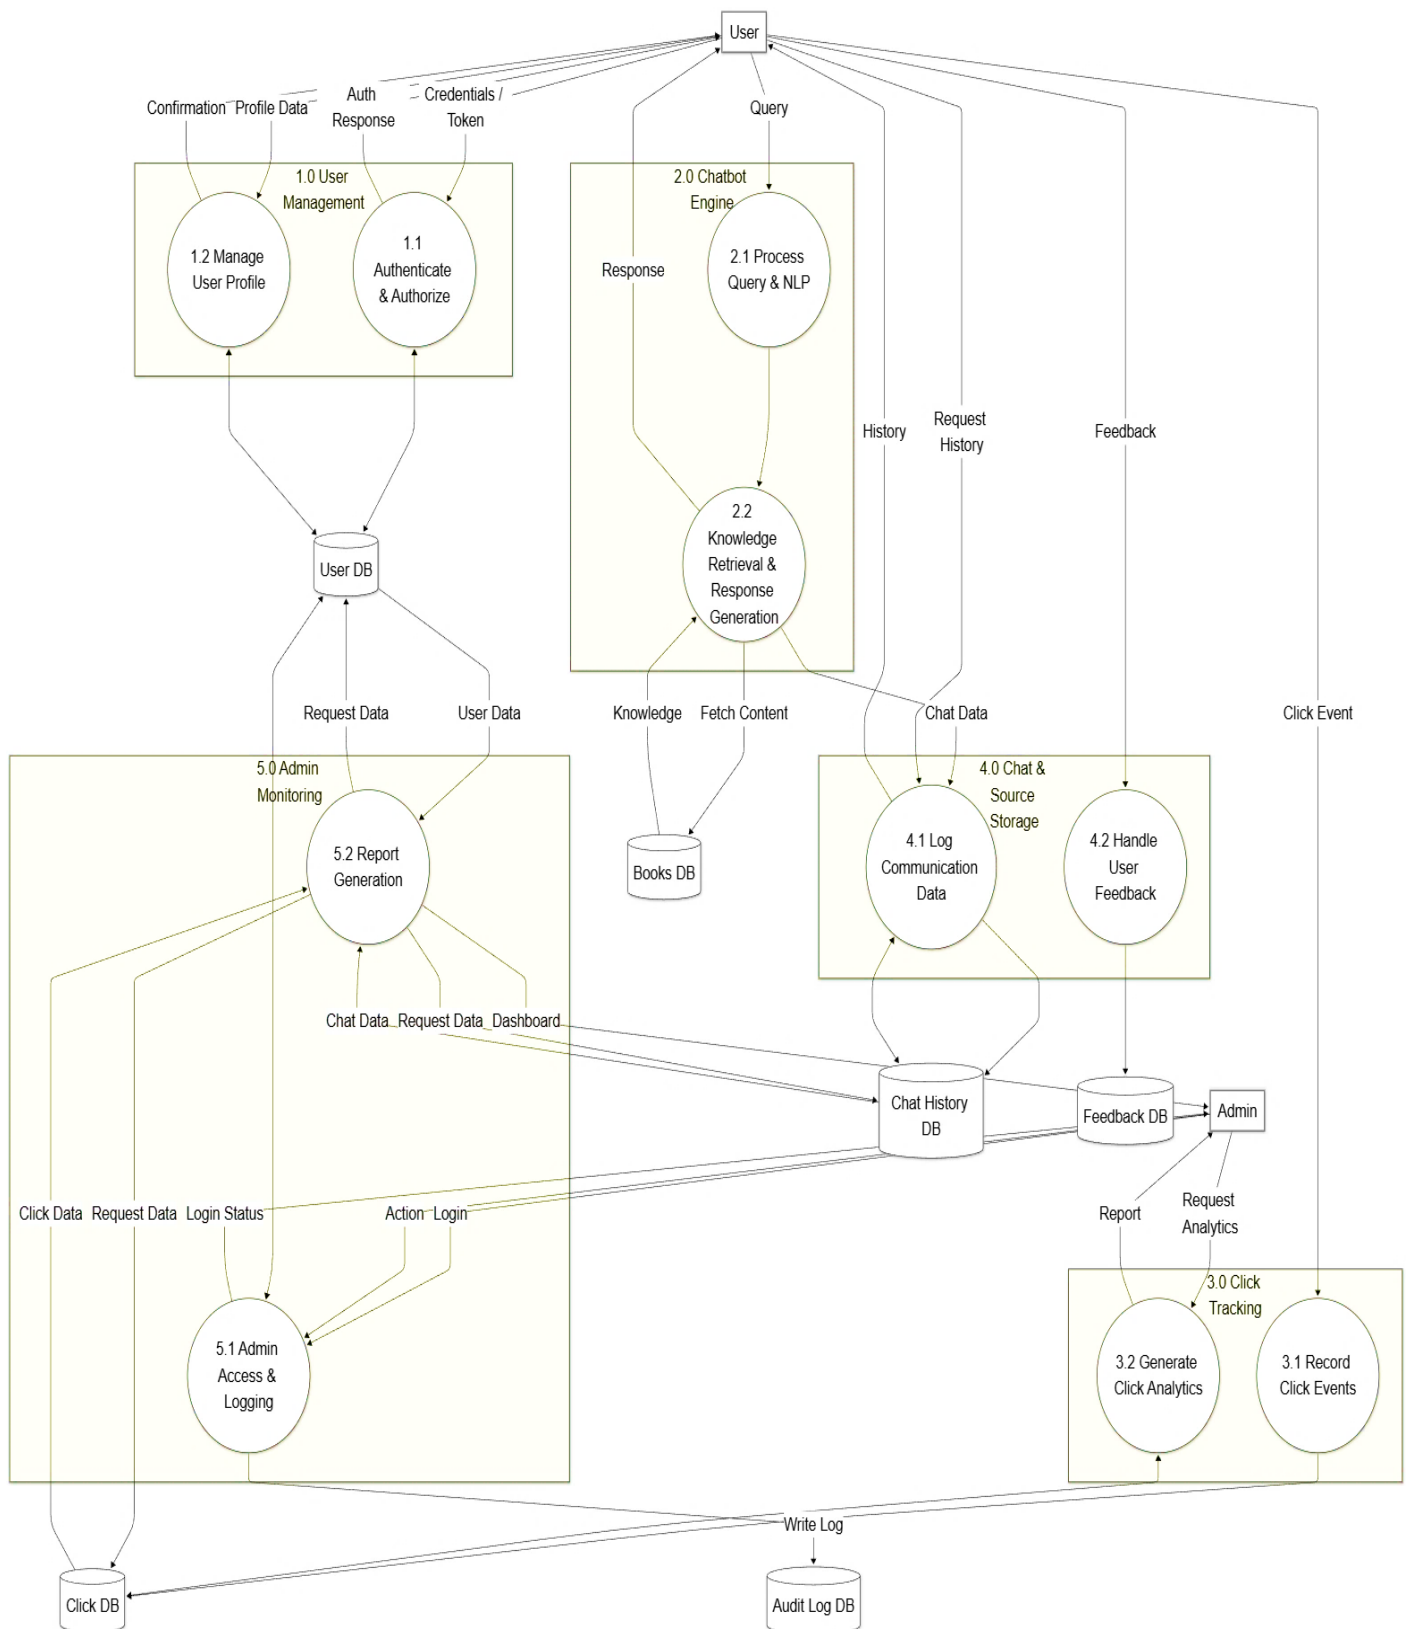 User
Confirmation
Profile Data
Auth
Response
Credentials /
Token
Query
1.0 User
Management
2.0 Chatbot
Engine
1.2 Manage
User Profile
1.1
Authenticate
& Authorize
Response
2.1 Process
Query & NLP
History
Request
History
Feedback
2.2
Knowledge
Retrieval &
Response
Generation
User DB
Request Data
User Data
Knowledge
Fetch Content
Chat Data
Click Event
5.0 Admin
Monitoring
4.0 Chat &
Source
Storage
5.2 Report
Generation
Books DB
4.1 Log
Communication
Data
4.2 Handle
User
Feedback
Chat Data
Request Data
Dashboard
Chat History
DB
Feedback DB
Admin
Click Data
Request Data
Login Status
Action
Login
Report
Request
Analytics
3.0 Click
Tracking
5.1 Admin
Access &
Logging
3.2 Generate
Click Analytics
3.1 Record
Click Events
Write Log
Click DB
Audit Log DB